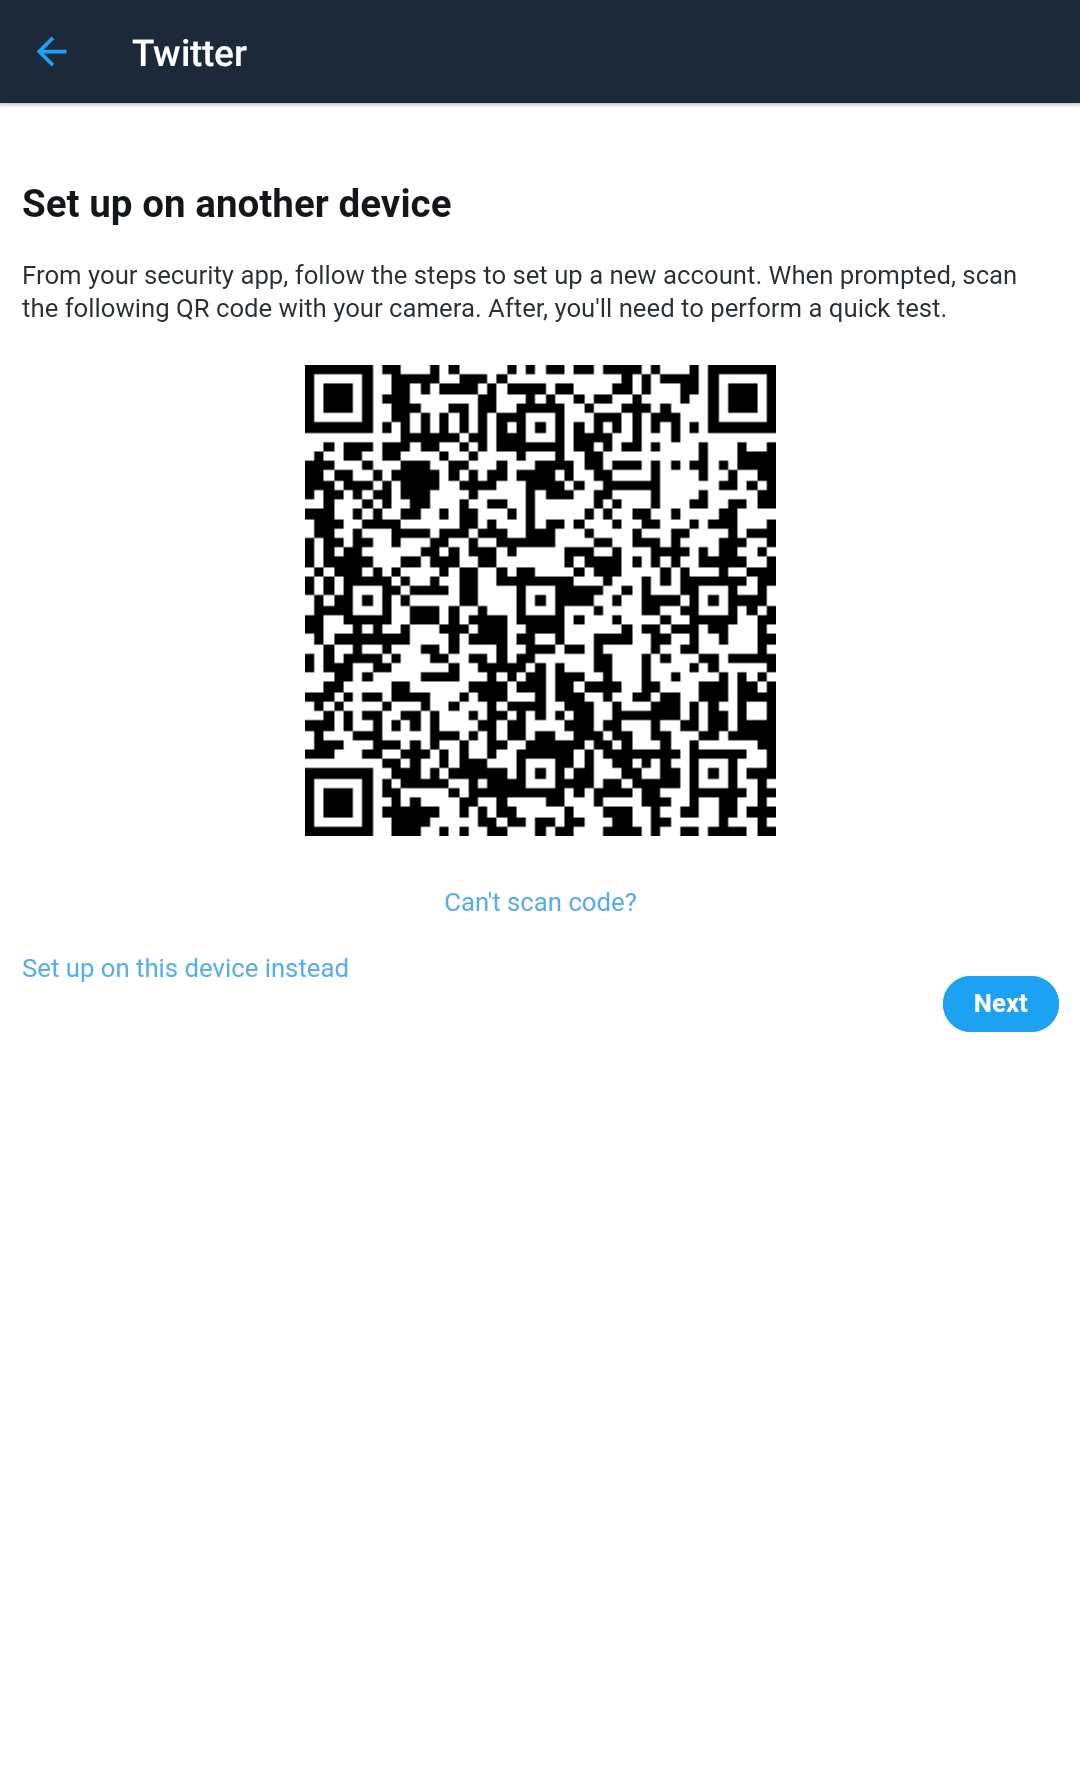 Twitter
Set up on another device
From your security app, follow the steps to set up a new account. When prompted, scan
the following QR code with your camera. After, you'll need to perform a quick test.
Can't scan code?
Set up on this device instead
Next